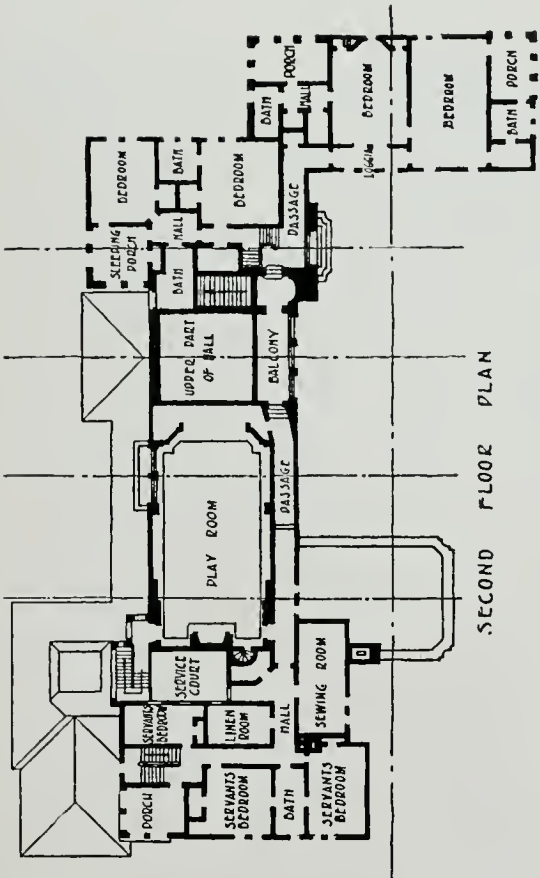 PORCH
SERVANTS
BEDROOM
BATH
SERVANTS
BEDROOM
SERVANTS
BEDROOM
LINEN
ROOM
HALL
SEWING ROOM
SERVICE
COURT
PLAY ROOM
PASSAGE
UPPER PART
OF HALL
BALCONY
SLEEPING
PORCH
BATH
HALL
BEDROOM
BATH
BEDROOM
PASSAGE
LOGGIA
BATH
HALL
PORCH
BEDROOM
BEDRROM
BATH
PORCH
SECOND FLOOR PLAN